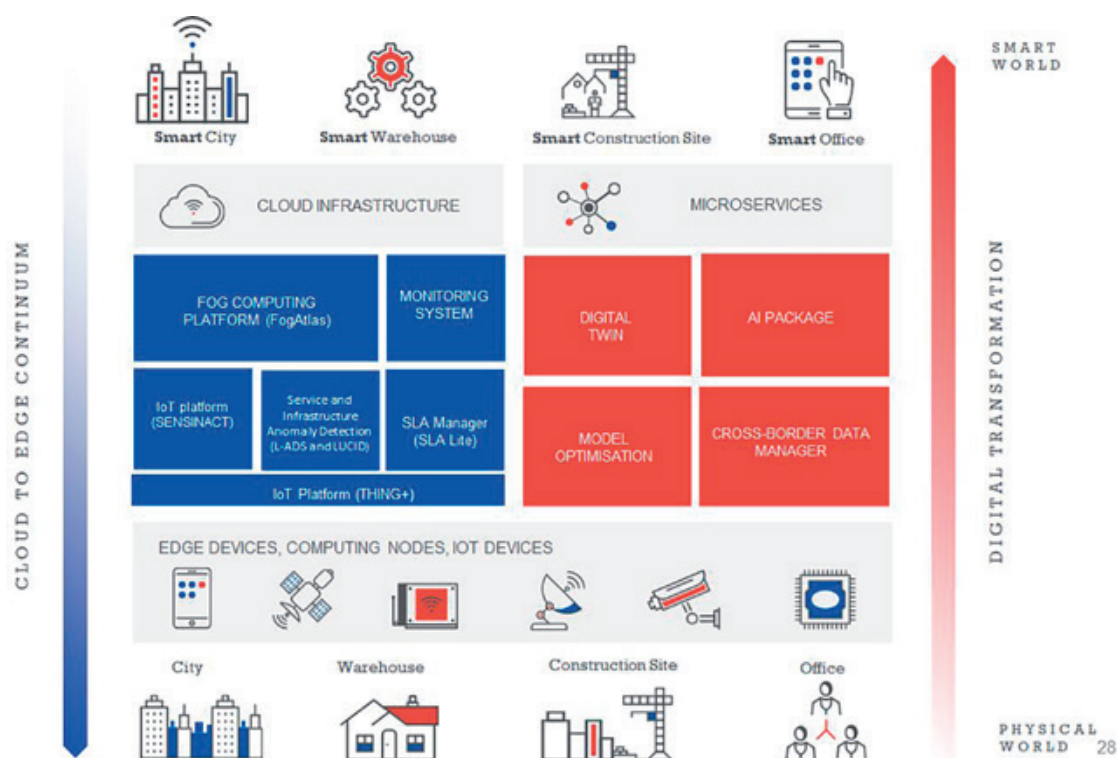 SMART
WORLD
Smart City
Smart Warehouse
Smart Construction Site
Smart Office
CLOUD INFRASTRUCTURE
MICROSERVICES
CLOUD TO EDGE CONTINUUM
FOG COMPUTING
PLATFORM (FogAtlas)
MONITORING
SYSTEM
IoT platform
(SENSINACT)
Service and
Infrastructure
Anomaly Detection
(L-ADS and LUCID)
SLA Manager
(SLA Lite)
IoT Platform (THING+)
DIGITAL
TWIN
AI PACKAGE
MODEL
OPTIMISATION
CROSS-BORDER DATA
MANAGER
DIGITAL TRANSFORMATION
EDGE DEVICES, COMPUTING NODES, IOT DEVICES
City
Warehouse
Construction Site
Office
PHYSICAL
WORLD 28